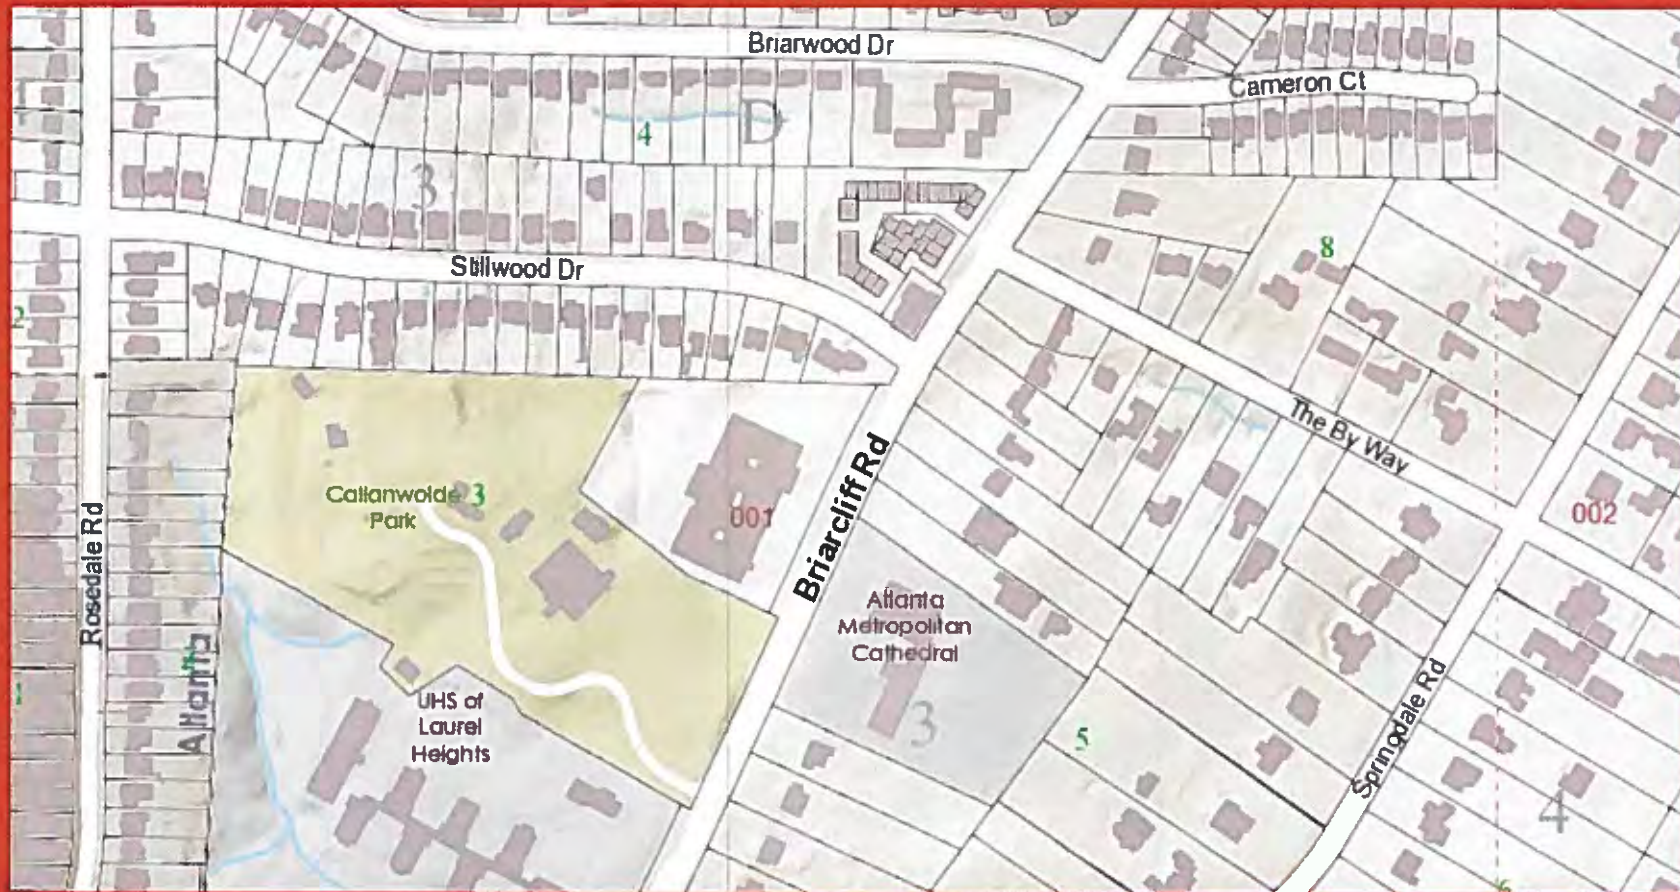 Briarwood Dr
Cameron Ct
D
4
3
8
Stillwood Dr
2
The By Way
Callanwolde 3
Park
001
002
Briarcliff Rd
Rosedale Rd
Atlanta
Metropolitan
Cathedral
Atlanta
1
UHS of
Laurel
Heights
3
5
Springdale Rd
4
6